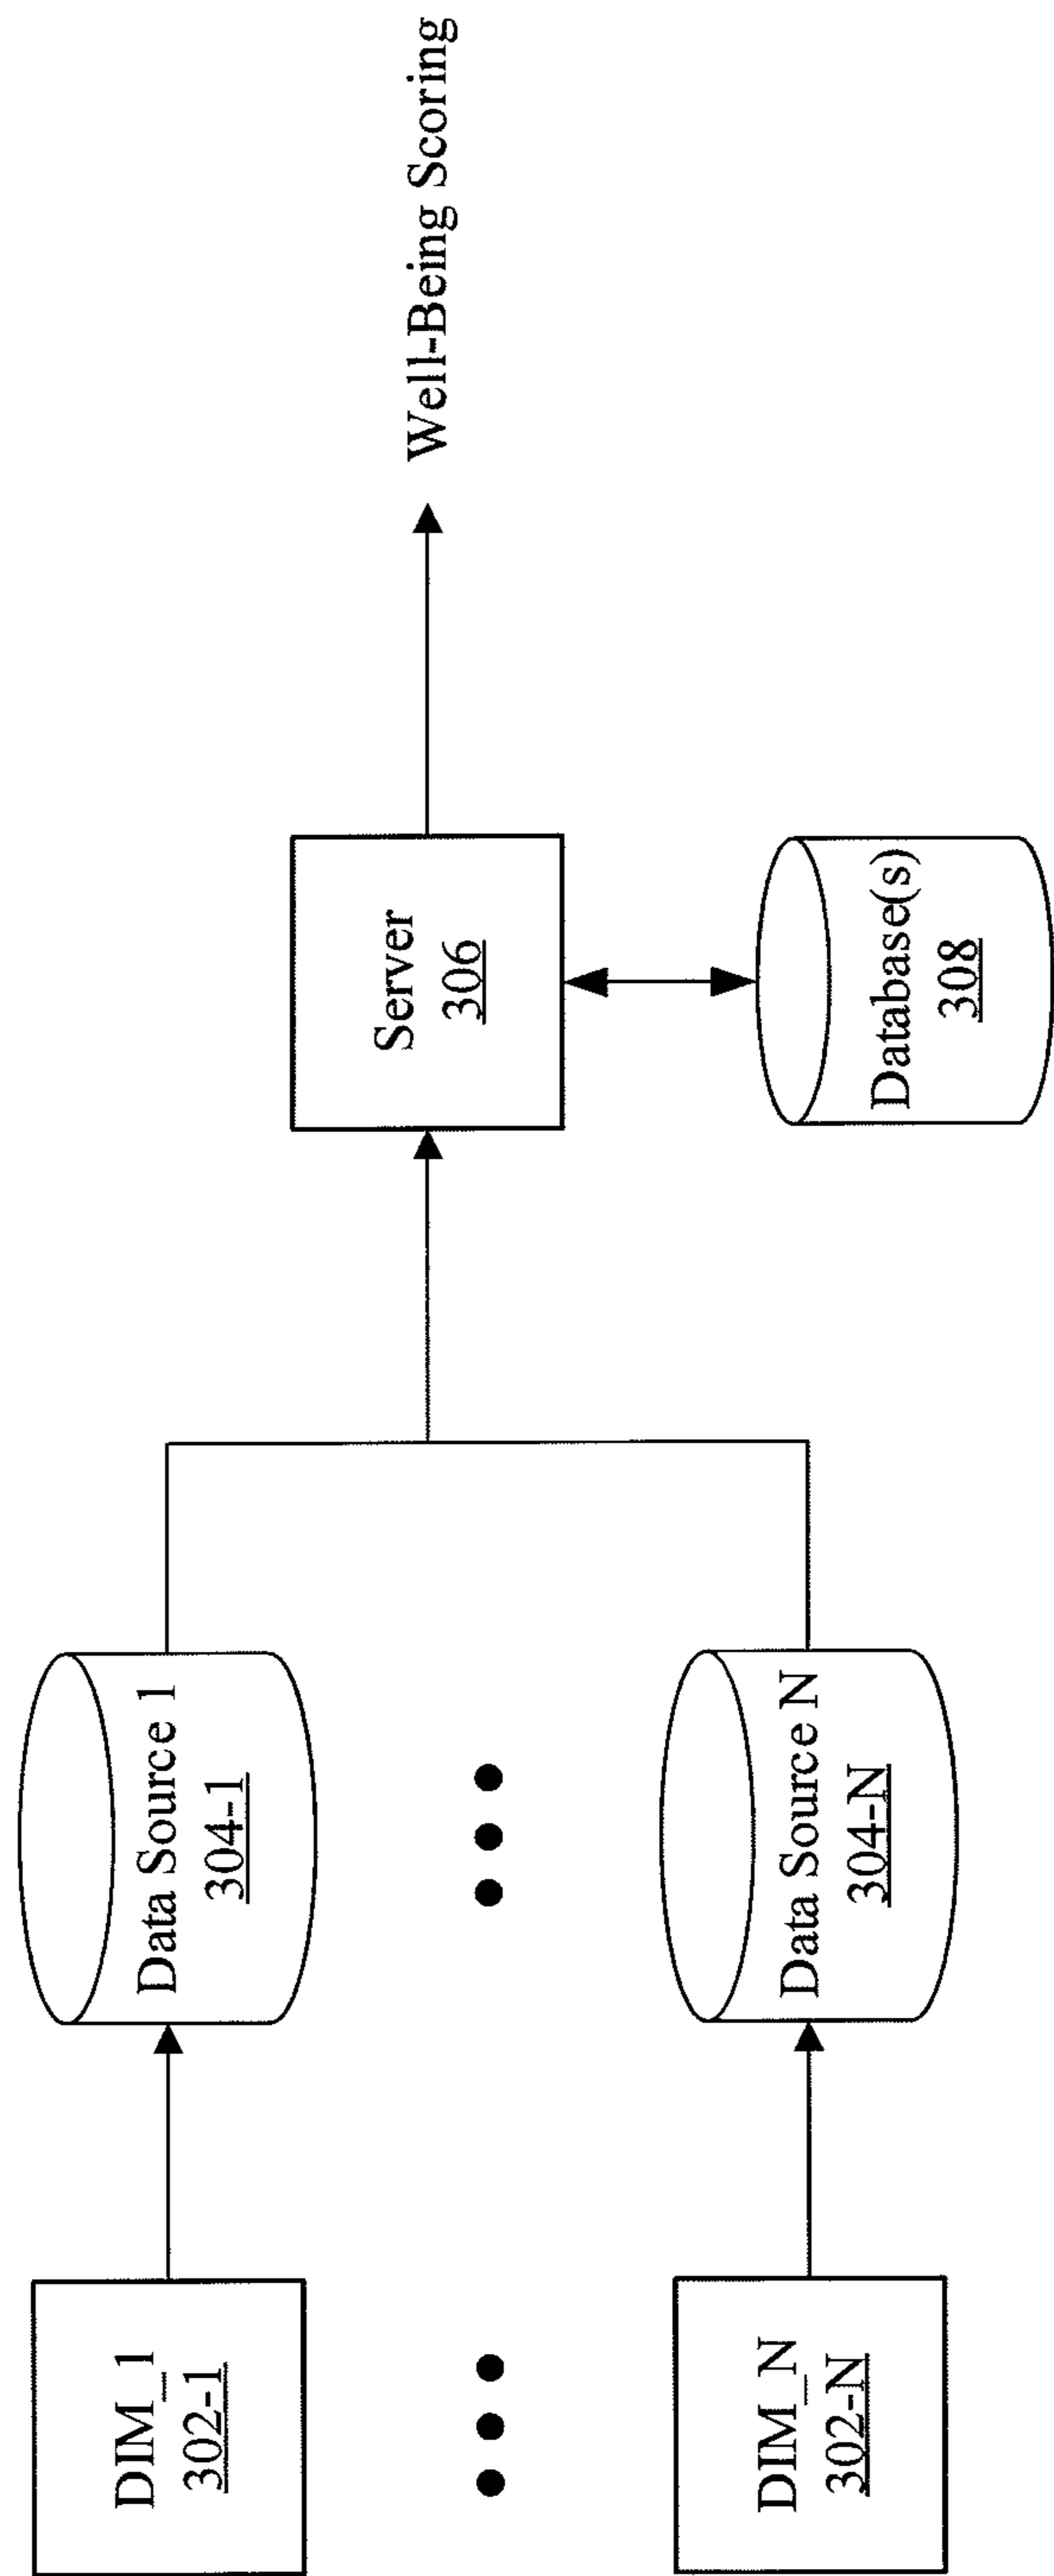 DIM_1
302-1
Data Source 1
304-1
DIM_N
302-N
Data Source N
304-N
Server
306
Database(s)
308
Well-Being Scoring